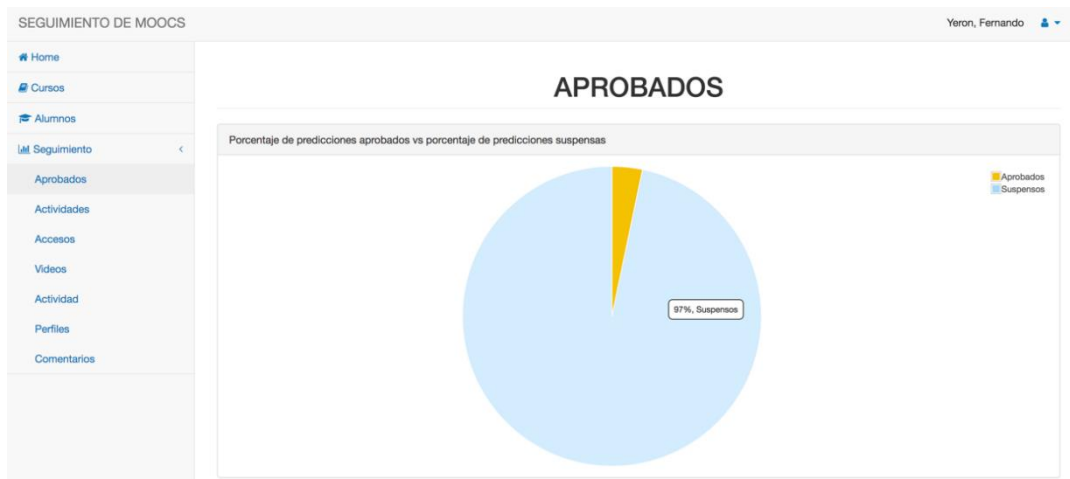 SEGUIMIENTO DE MOOCS
Yeron, Fernando
Home
Cursos
Alumnos
Seguimiento
Aprobados
Actividades
Accesos
Videos
Actividad
Perfiles
Comentarios
APROBADOS
Porcentaje de predicciones aprobados vs porcentaje de predicciones suspensas
Aprobados
Suspensos
97%, Suspensos